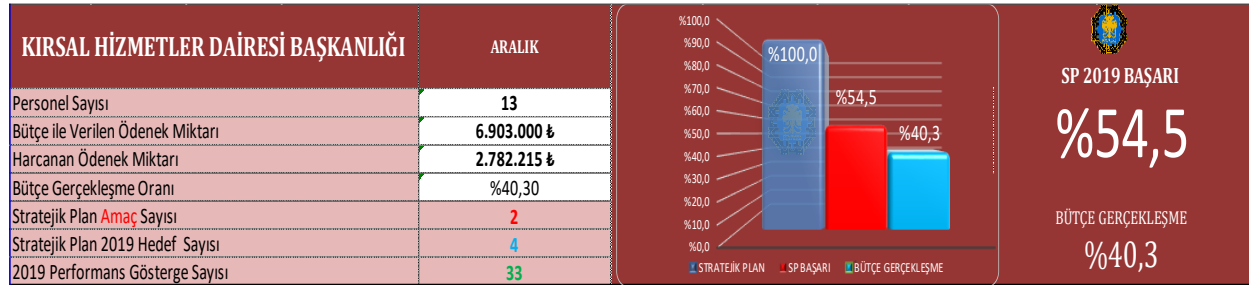 KIRSAL HİZMETLER DAİRESİ BAŞKANLIĞI ARALIK
Personel Sayısı 13
Bütçe ile Verilen Ödenek Miktarı 6.903.000 ₺
Harcanan Ödenek Miktarı 2.782.215 ₺
Bütçe Gerçekleşme Oranı %40,30
Stratejik Plan Amaç Sayısı 2
Stratejik Plan 2019 Hedef Sayısı 4
2019 Performans Gösterge Sayısı 33
%100,0
%90,0
%80,0
%70,0
%60,0
%50,0
%40,0
%30,0
%20,0
%10,0
%0,0
%100,0
%54,5
%40,3
STRATEJİK PLAN SP BAŞARI BÜTÇE GERÇEKLEŞME
SP 2019 BAŞARI
%54,5
BÜTÇE GERÇEKLEŞME
%40,3